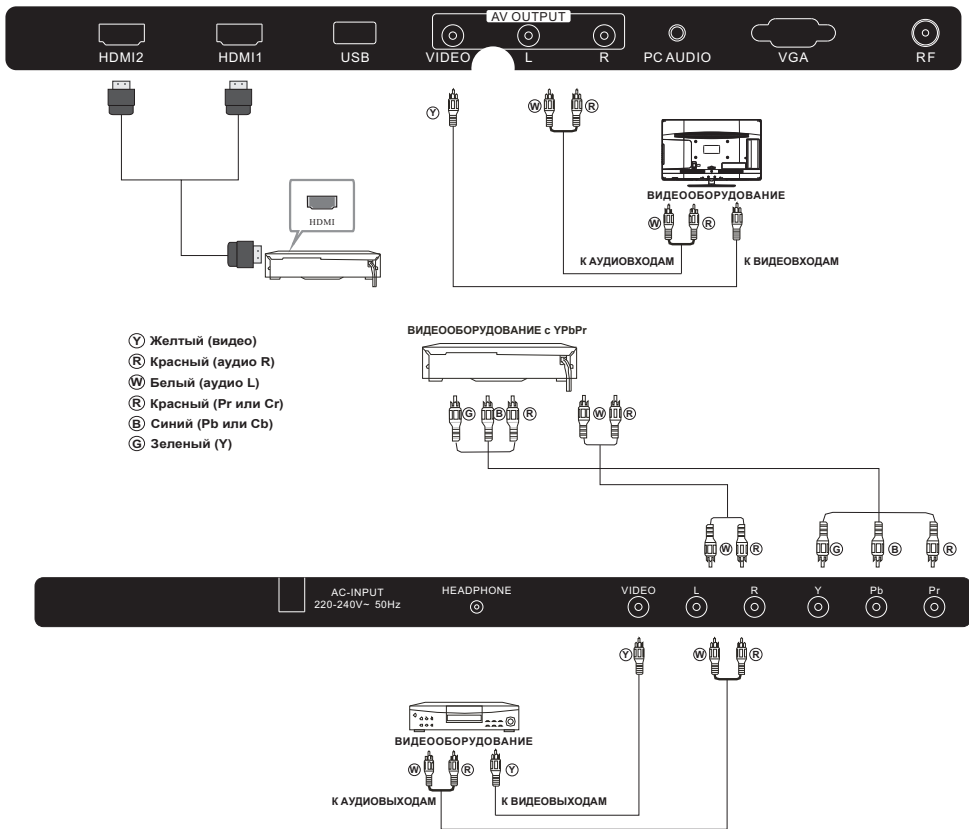 AV OUTPUT
HDMI2 HDMI1 USB VIDEO L R PC AUDIO VGA RF
Y W R
HDMI
ВИДЕООБОРУДОВАНИЕ
W R
К АУДИОВХОДАМ К ВИДЕОВХОДАМ
Y Желтый (видео)
R Красный (аудио R)
W Белый (аудио L)
R Красный (Pr или Cr)
B Синий (Pb или Cb)
G Зеленый (Y)
ВИДЕООБОРУДОВАНИЕ с YPbPr
G B R W R
W R G B R
AC-INPUT
220-240V~ 50Hz
HEADPHONE
VIDEO L R Y Pb Pr
Y W R
ВИДЕООБОРУДОВАНИЕ
W R Y
К АУДИОВЫХОДАМ К ВИДЕОВЫХОДАМ